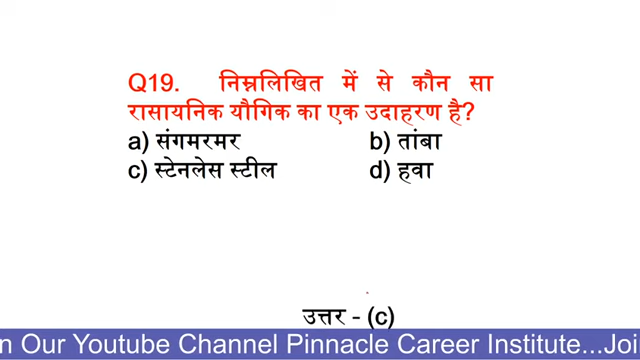 Q19. निम्नलिखित में से कौन सा
रासायनिक यौगिक का एक उदाहरण है?
a) संगमरमर b) तांबा
c) स्टेनलेस स्टील d) हवा
उत्तर - (c)
n Our Youtube Channel Pinnacle Career Institute...Joi